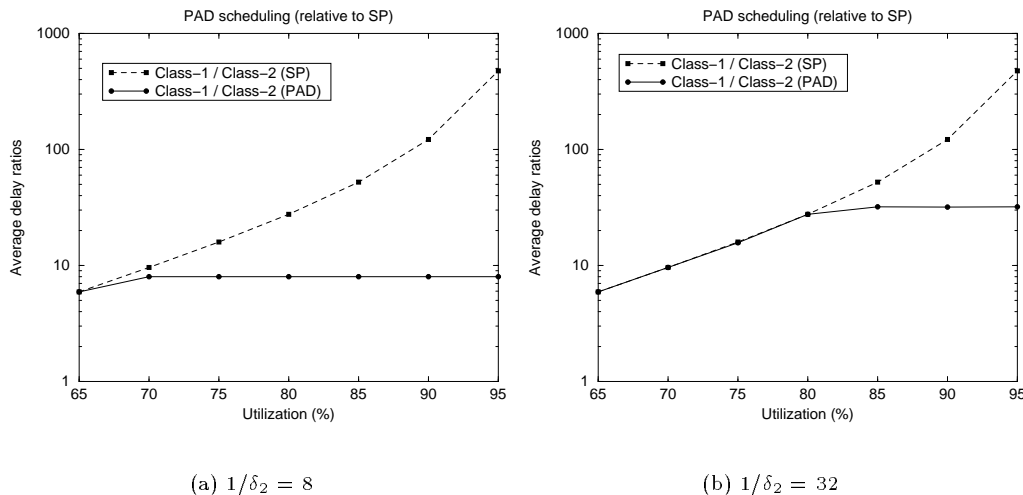 PAD scheduling (relative to SP)
1000
100
10
1
Average delay ratios
Class-1 / Class-2 (SP)
Class-1 / Class-2 (PAD)
65 70 75 80 85 90 95
Utilization (%)
(a) 1/δ₂ = 8
PAD scheduling (relative to SP)
1000
100
10
1
Average delay ratios
Class-1 / Class-2 (SP)
Class-1 / Class-2 (PAD)
65 70 75 80 85 90 95
Utilization (%)
(b) 1/δ₂ = 32